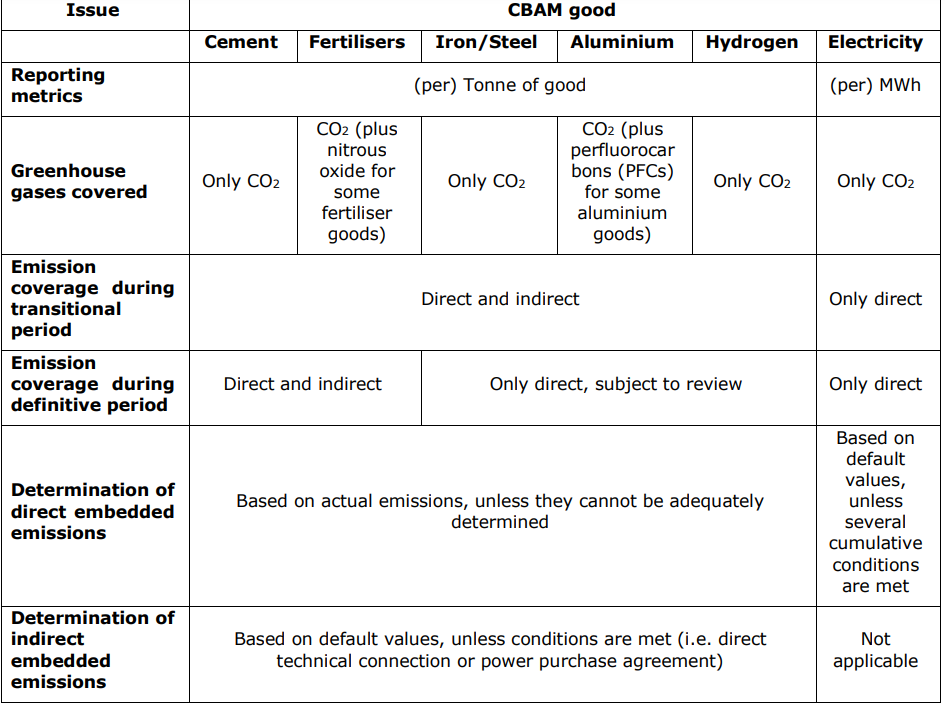 Issue
CBAM good
Cement
Fertilisers
Iron/Steel
Aluminium
Hydrogen
Electricity
Reporting
metrics
(per) Tonne of good
(per) MWh
Greenhouse
gases covered
Only CO₂
CO₂ (plus
nitrous
oxide for
some
fertiliser
goods)
Only CO₂
CO₂ (plus
perfluorocar
bons (PFCs)
for some
aluminium
goods)
Only CO₂
Only CO₂
Emission
coverage during
transitional
period
Direct and indirect
Only direct
Emission
coverage during
definitive period
Direct and indirect
Only direct, subject to review
Only direct
Determination of
direct embedded
emissions
Based on actual emissions, unless they cannot be adequately
determined
Based on
default
values,
unless
several
cumulative
conditions
are met
Determination of
indirect
embedded
emissions
Based on default values, unless conditions are met (i.e. direct
technical connection or power purchase agreement)
Not
applicable